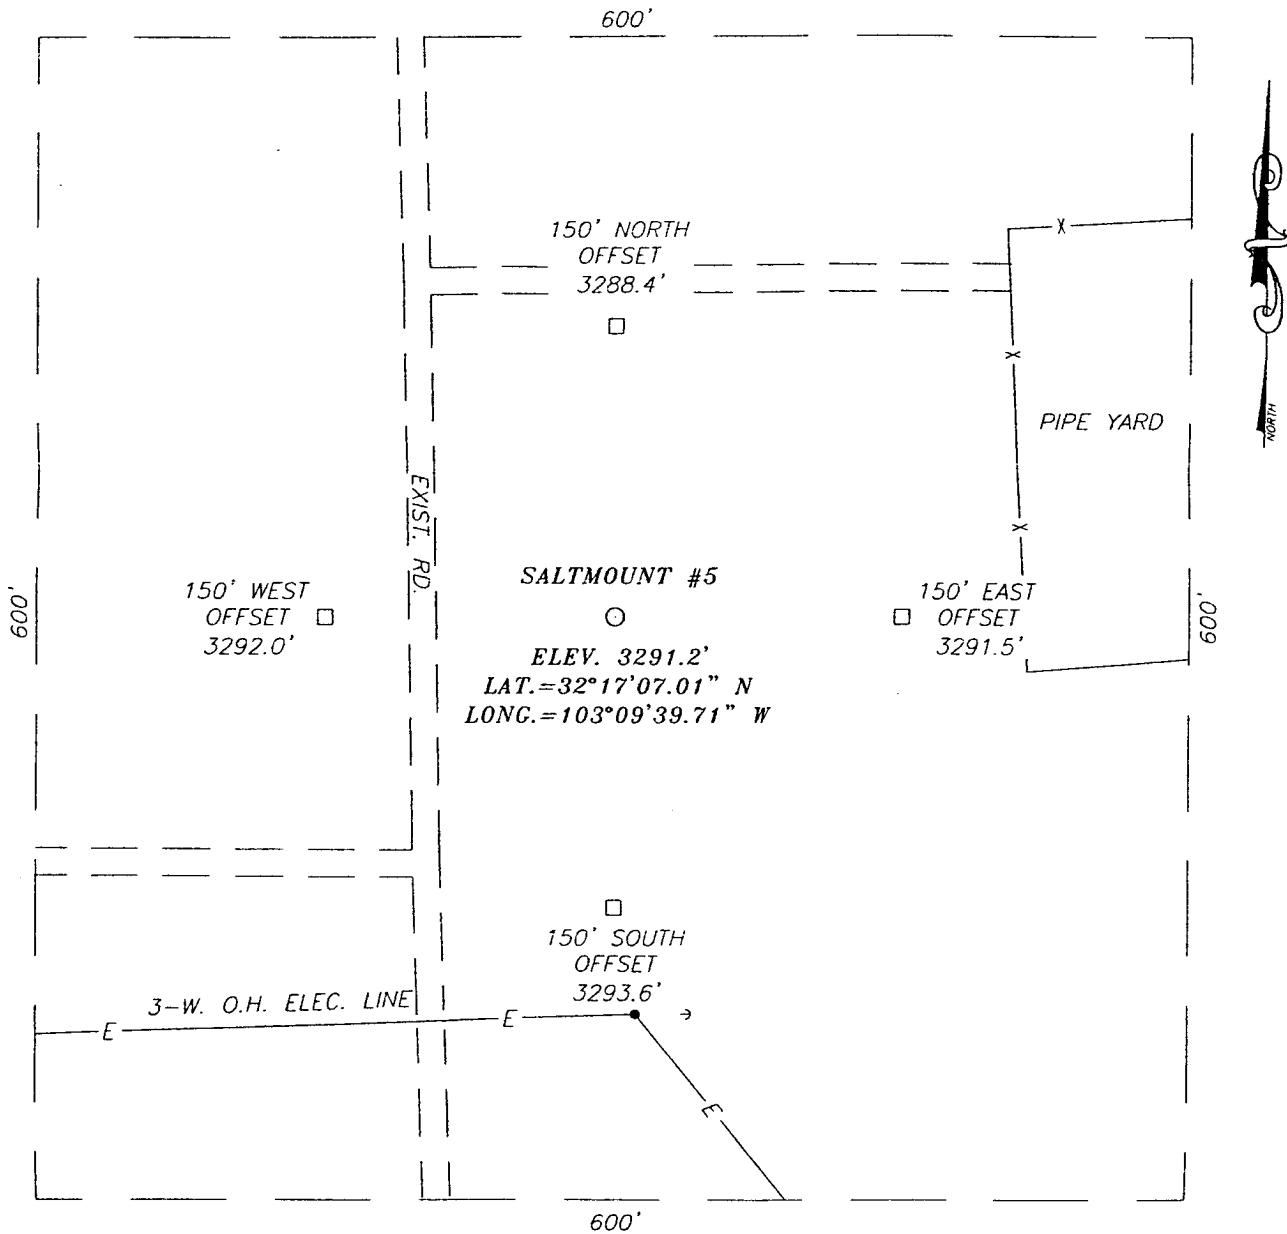 600'
150' NORTH
OFFSET
3288.4'
X
X
PIPE YARD
NORTH
X
EXIST. RD.
SALTMOUNT #5
150' WEST
OFFSET
3292.0'
150' EAST
OFFSET
3291.5'
600'
600'
ELEV. 3291.2'
LAT.=32°17'07.01" N
LONG.=103°09'39.71" W
150' SOUTH
OFFSET
3293.6'
3-W. O.H. ELEC. LINE
E
E
E
600'